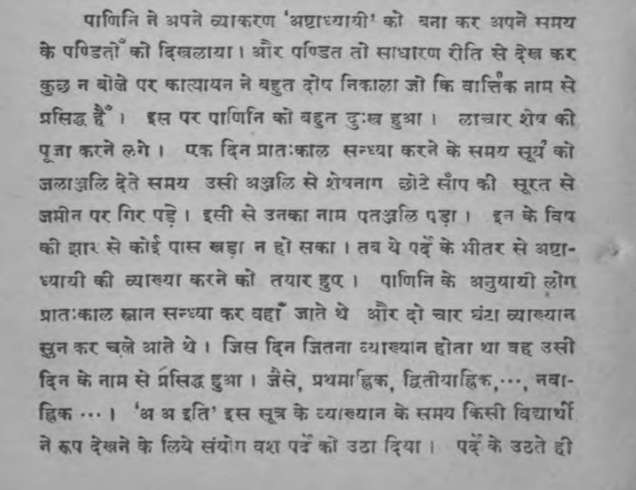 पाणिनि ने अपने व्याकरण 'अष्टाध्यायी' को बना कर अपने समय
के पण्डितों को दिखलाया। और पण्डित तो साधारण रीति से देख कर
कुछ न बोले पर कात्यायन ने बहुत दोष निकाला जो कि वार्त्तिक नाम से
प्रसिद्ध हैं। इस पर पाणिनि को बहुत दुःख हुआ। लाचार शेष की
पूजा करने लगे। एक दिन प्रातःकाल सन्ध्या करने के समय सूर्य को
जलाञ्जलि देते समय उसी अञ्जलि से शेषनाग छोटे साँप की सूरत से
जमीन पर गिर पड़े। इसी से उनका नाम पतञ्जलि पड़ा। इन के विष
की झार से कोई पास खड़ा न हो सका। तब ये पर्दे के भीतर से अष्टा-
ध्यायी की व्याख्या करने को तयार हुए। पाणिनि के अनुयायी लोग
प्रातःकाल स्नान सन्ध्या कर वहाँ जाते थे और दो चार घंटा व्याख्यान
सुन कर चले आते थे। जिस दिन जितना व्याख्यान होता था वह उसी
दिन के नाम से प्रसिद्ध हुआ। जैसे, प्रथमाह्निक, द्वितीयाह्निक,..., नवा-
ह्निक ...। 'अ अ इति' इस सूत्र के व्याख्यान के समय किसी विद्यार्थी
ने रूप देखने के लिये संयोग वश पर्दे को उठा दिया। पर्दे के उठते ही